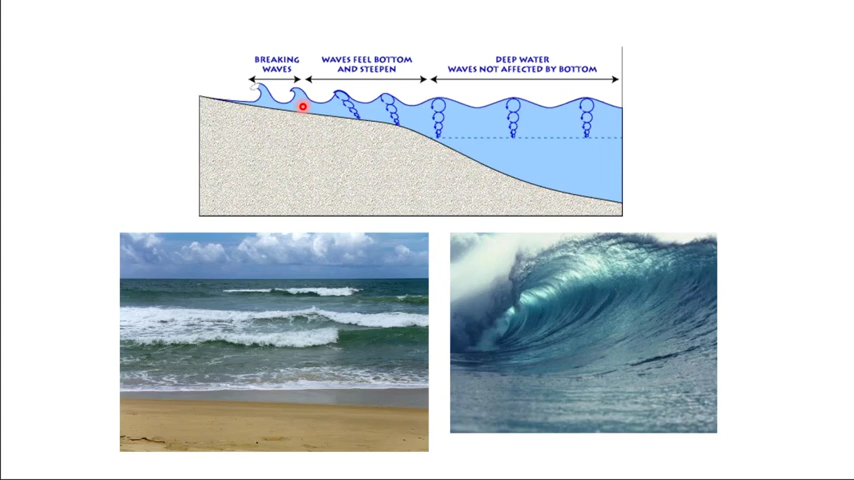 BREAKING
WAVES
WAVES FEEL BOTTOM
AND STEEPEN
DEEP WATER
WAVES NOT AFFECTED BY BOTTOM